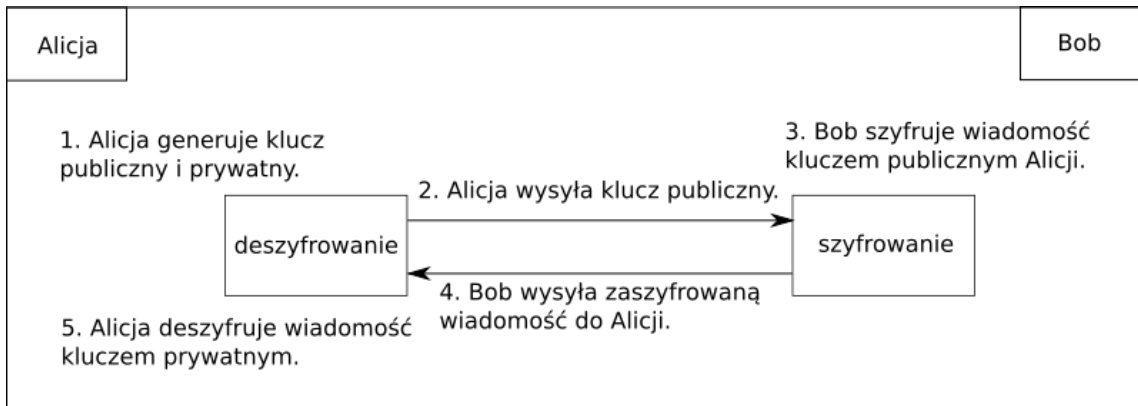 Alicja
Bob
1. Alicja generuje klucz
publiczny i prywatny.
2. Alicja wysyła klucz publiczny.
3. Bob szyfruje wiadomość
kluczem publicznym Alicji.
deszyfrowanie
szyfrowanie
4. Bob wysyła zaszyfrowaną
wiadomość do Alicji.
5. Alicja deszyfruje wiadomość
kluczem prywatnym.